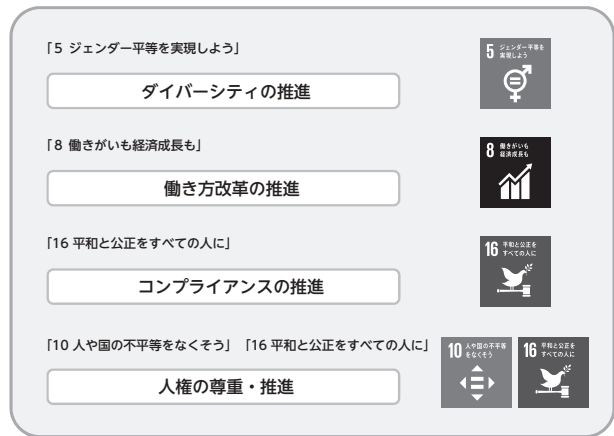 「5 ジェンダー平等を実現しよう」
ダイバーシティの推進
5 ジェンダー平等を
実現しよう
「8 働きがいも経済成長も」
働き方改革の推進
8 働きがいも
経済成長も
「16 平和と公正をすべての人に」
コンプライアンスの推進
16 平和と公正を
すべての人に
「10 人や国の不平等をなくそう」「16 平和と公正をすべての人に」
人権の尊重・推進
10 人や国の不平等
をなくそう
16 平和と公正を
すべての人に